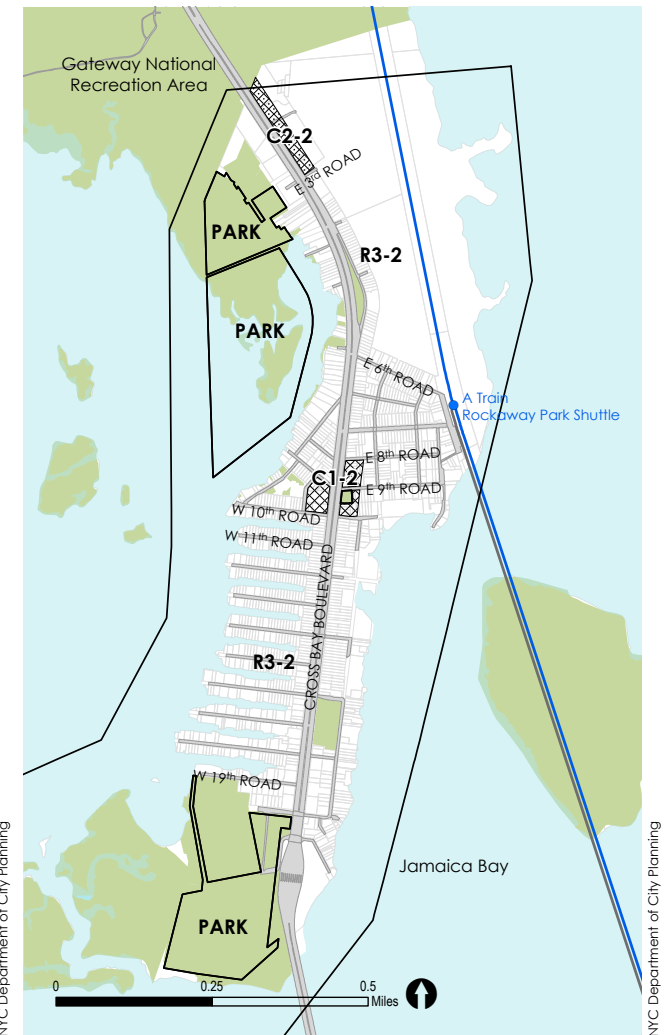 Gateway National
Recreation Area
C2-2
E 3rd ROAD
PARK
R3-2
PARK
E 6th ROAD
A Train
Rockaway Park Shuttle
E 8th ROAD
C1-2
E 9th ROAD
W 10th ROAD
W 11th ROAD
CROSS BAY BOULEVARD
R3-2
W 19th ROAD
Jamaica Bay
PARK
0 0.25 0.5
Miles
NYC Department of City Planning
NYC Department of City Planning